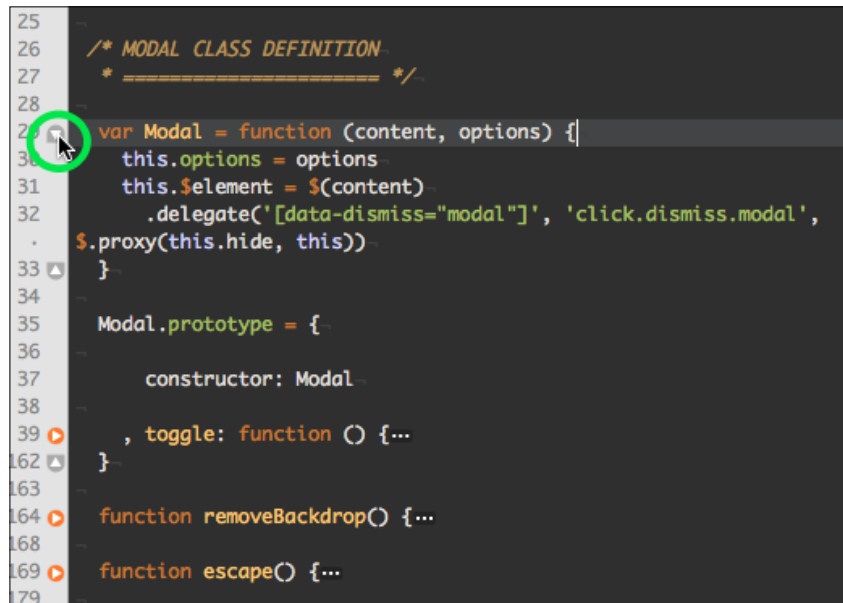 25
26 /* MODAL CLASS DEFINITION¬
27 * ====================== */¬
28 ¬
29 var Modal = function (content, options) {
30 this.options = options¬
31 this.$element = $(content)¬
32 .delegate('[data-dismiss="modal"]', 'click.dismiss.modal',
· $.proxy(this.hide, this))¬
33 }¬
34 ¬
35 Modal.prototype = {¬
36 ¬
37 constructor: Modal¬
38 ¬
39 , toggle: function () {…
162 }¬
163 ¬
164 function removeBackdrop() {…
168 ¬
169 function escape() {…
179